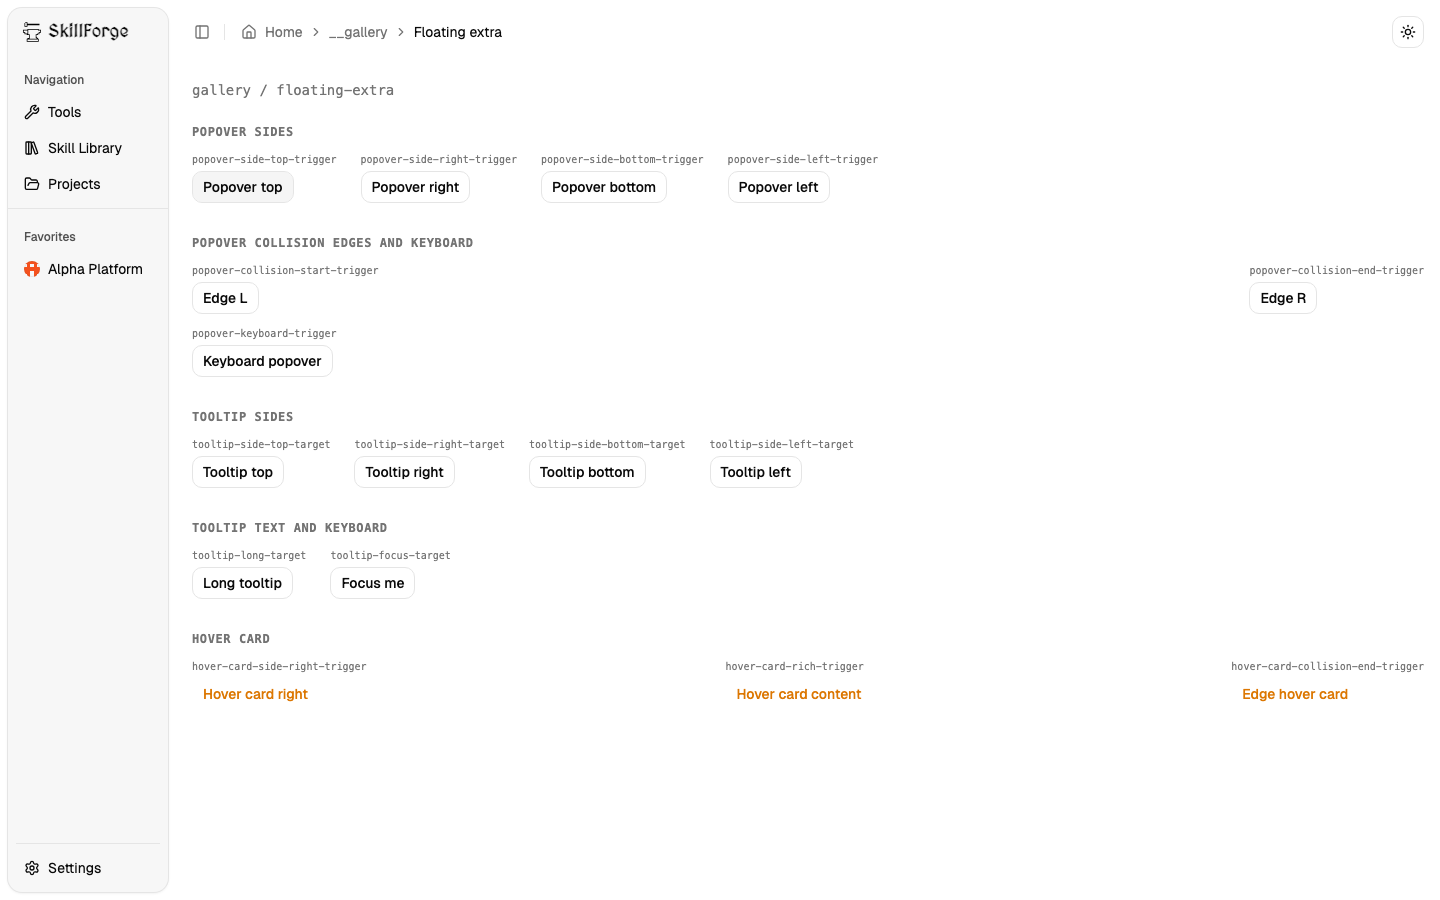 SkillForge
Navigation
Tools
Skill Library
Projects
Favorites
Alpha Platform
Settings
Home > __gallery > Floating extra
gallery / floating-extra
POPOVER SIDES
popover-side-top-trigger popover-side-right-trigger popover-side-bottom-trigger popover-side-left-trigger
Popover top Popover right Popover bottom Popover left
POPOVER COLLISION EDGES AND KEYBOARD
popover-collision-start-trigger popover-collision-end-trigger
Edge L Edge R
popover-keyboard-trigger
Keyboard popover
TOOLTIP SIDES
tooltip-side-top-target tooltip-side-right-target tooltip-side-bottom-target tooltip-side-left-target
Tooltip top Tooltip right Tooltip bottom Tooltip left
TOOLTIP TEXT AND KEYBOARD
tooltip-long-target tooltip-focus-target
Long tooltip Focus me
HOVER CARD
hover-card-side-right-trigger hover-card-rich-trigger hover-card-collision-end-trigger
Hover card right Hover card content Edge hover card